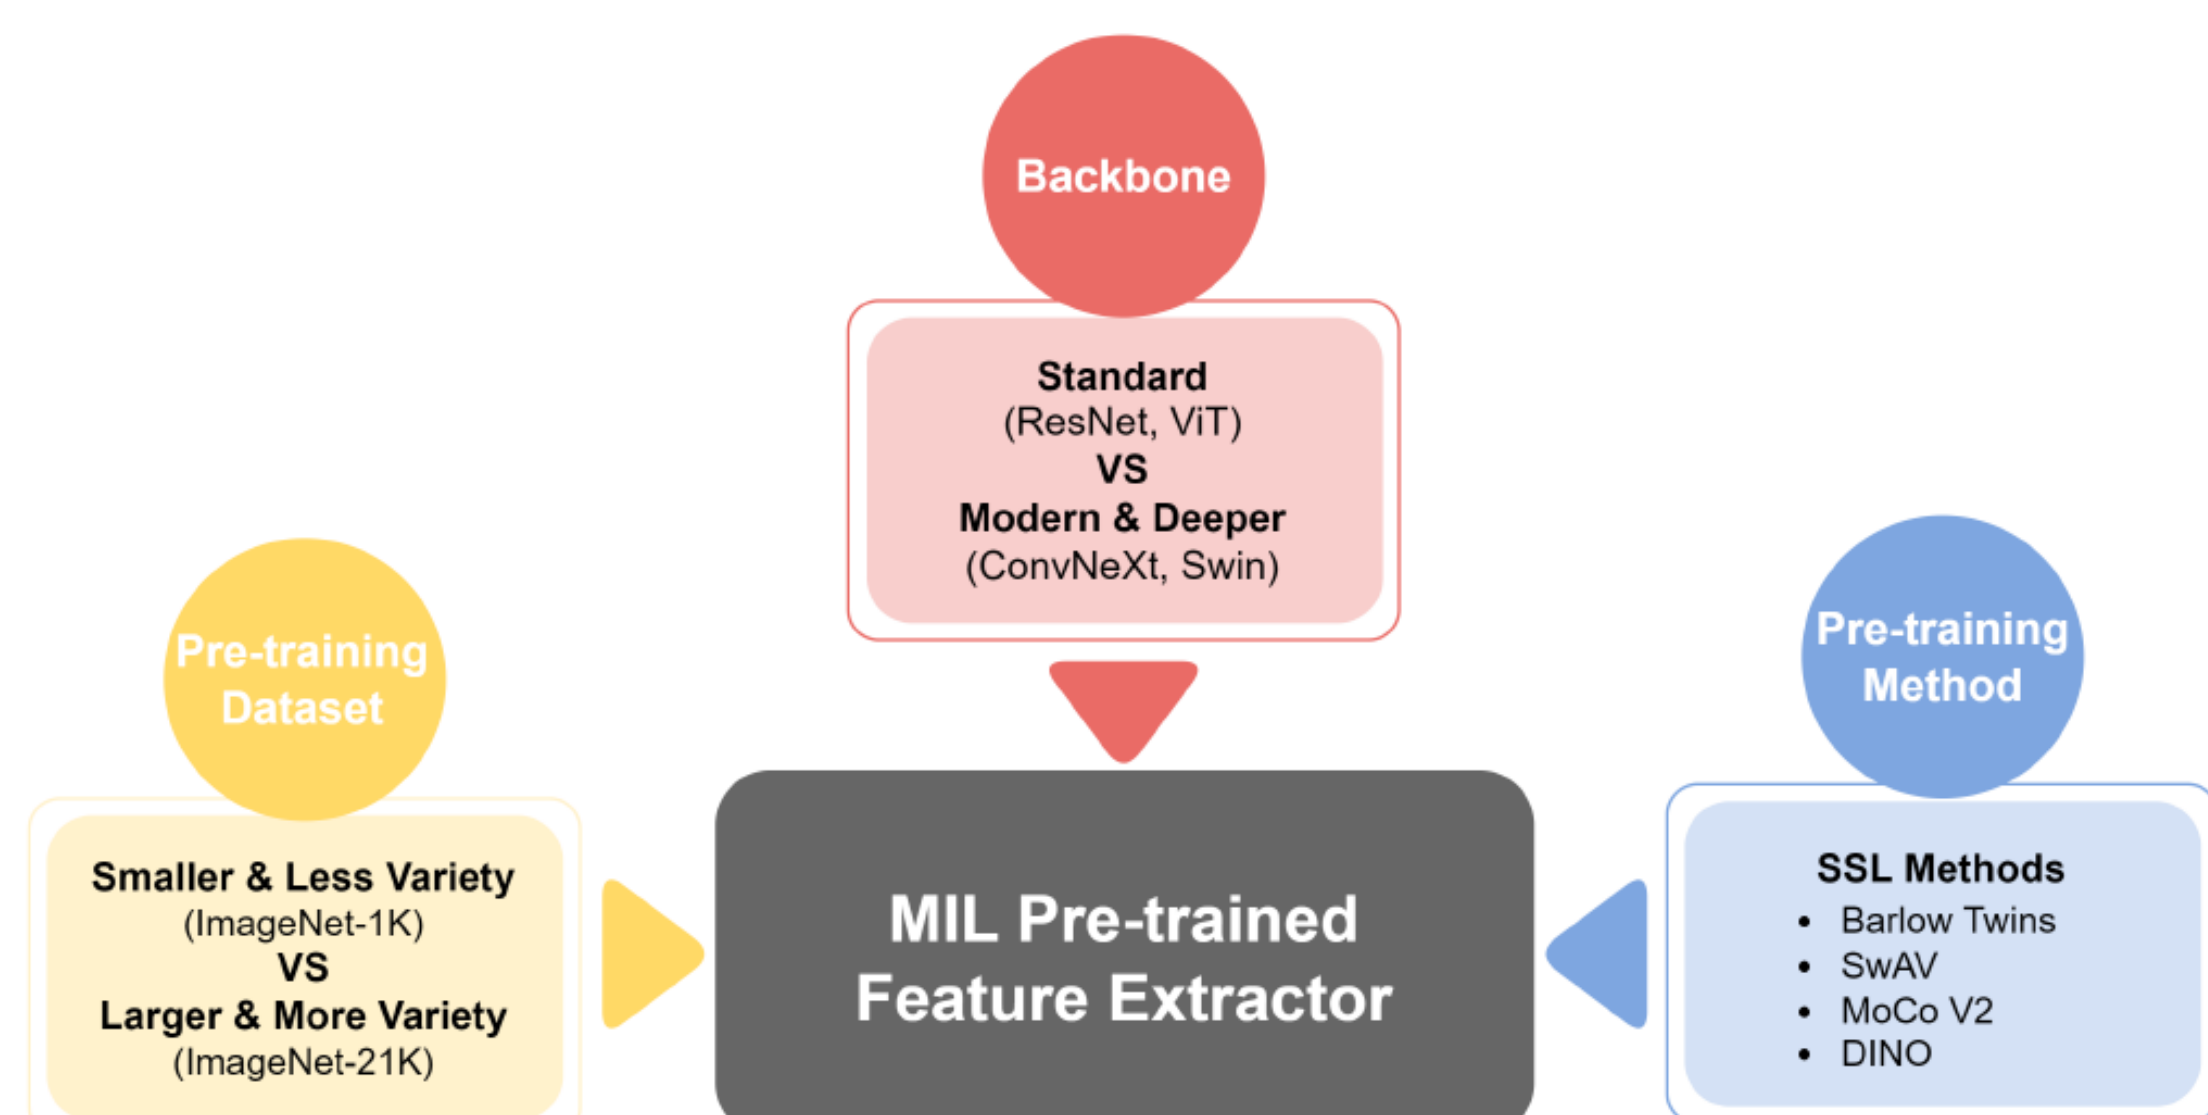 Backbone
Standard
(ResNet, ViT)
VS
Modern & Deeper
(ConvNeXt, Swin)
Pre-training
Dataset
Smaller & Less Variety
(ImageNet-1K)
VS
Larger & More Variety
(ImageNet-21K)
MIL Pre-trained
Feature Extractor
Pre-training
Method
SSL Methods
• Barlow Twins
• SwAV
• MoCo V2
• DINO